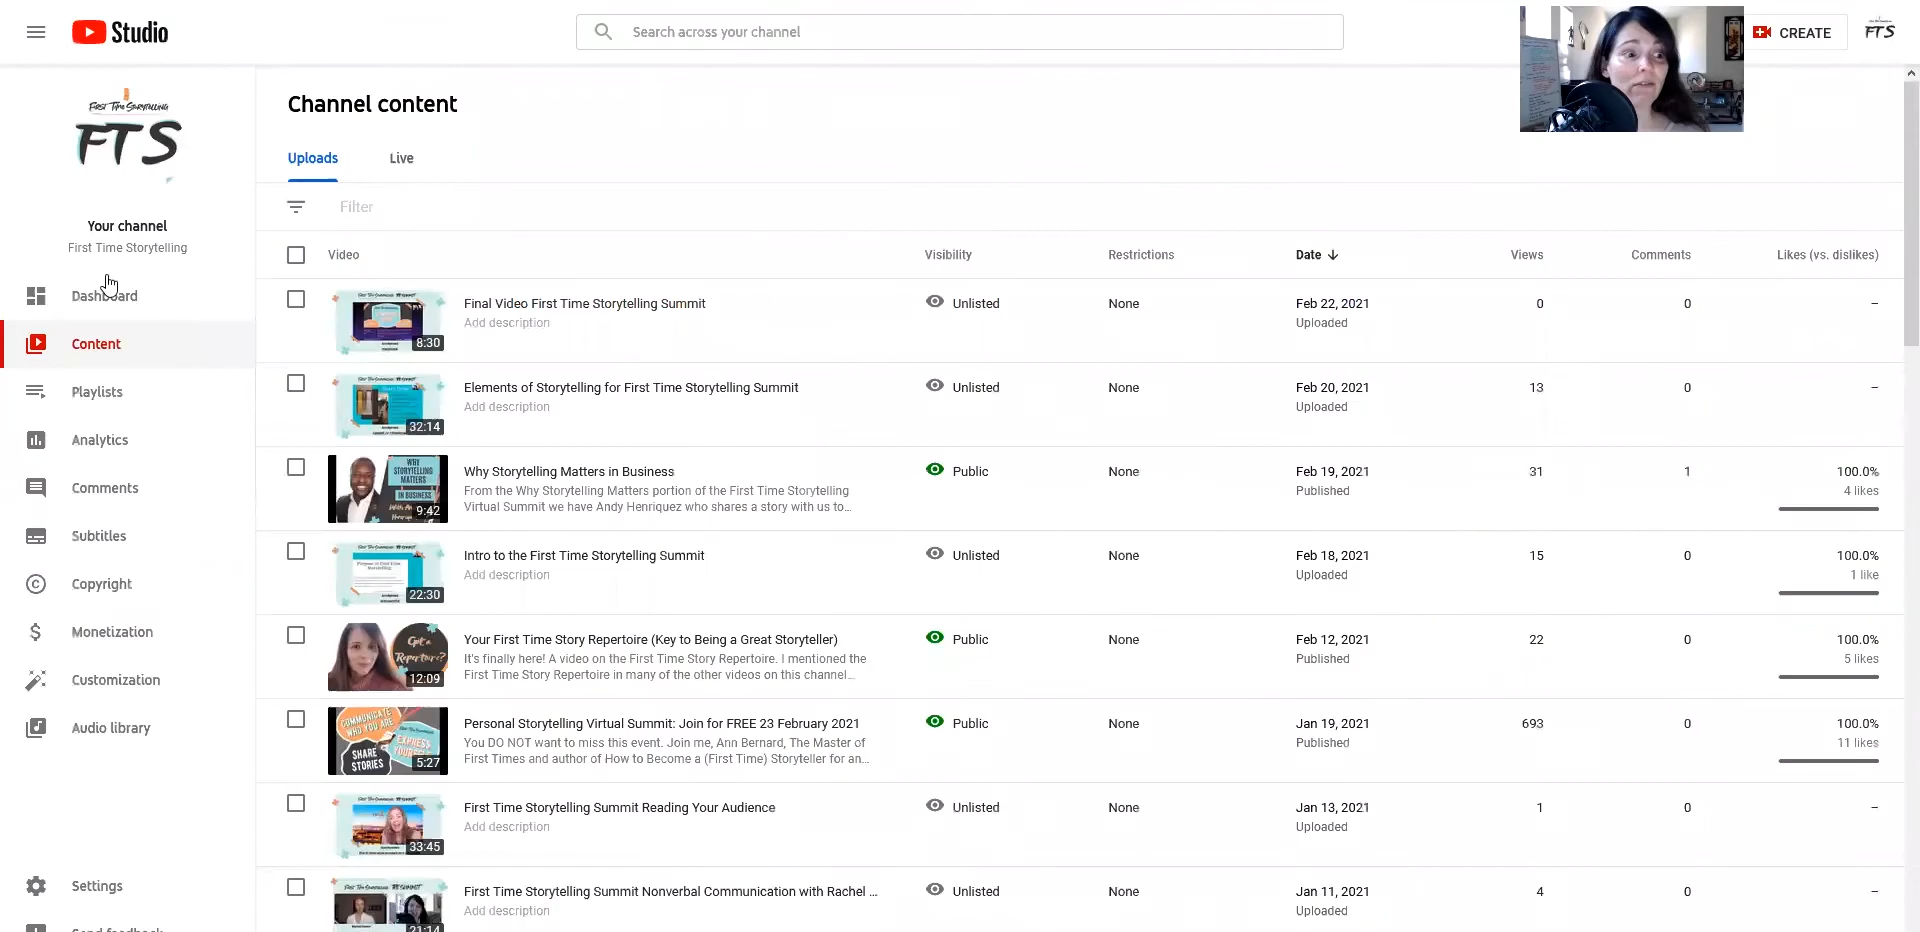 Studio
Search across your channel
CREATE
FTS
FIRST TIME STORYTELLING
FTS
Your channel
First Time Storytelling
Dashboard
Content
Playlists
Analytics
Comments
Subtitles
Copyright
Monetization
Customization
Audio library
Settings
Send feedback
Channel content
Uploads Live
Filter
Video Visibility Restrictions Date Views Comments Likes (vs. dislikes)
8:30
Final Video First Time Storytelling Summit Unlisted None Feb 22, 2021 0 0 –
Add description Uploaded
32:14
Elements of Storytelling for First Time Storytelling Summit Unlisted None Feb 20, 2021 13 0 –
Add description Uploaded
WHY
STORYTELLING
MATTERS
IN BUSINESS
9:42
Why Storytelling Matters in Business Public None Feb 19, 2021 31 1 100.0%
From the Why Storytelling Matters portion of the First Time Storytelling Published 4 likes
Virtual Summit we have Andy Henriquez who shares a story with us to...
22:30
Intro to the First Time Storytelling Summit Unlisted None Feb 18, 2021 15 0 100.0%
Add description Uploaded 1 like
Got a
Repertoire?
12:09
Your First Time Story Repertoire (Key to Being a Great Storyteller) Public None Feb 12, 2021 22 0 100.0%
It's finally here! A video on the First Time Story Repertoire. I mentioned the Published 5 likes
First Time Story Repertoire in many of the other videos on this channel...
COMMUNICATE
WHO YOU ARE
EXPRESS
YOURSELF
SHARE
STORIES
5:27
Personal Storytelling Virtual Summit: Join for FREE 23 February 2021 Public None Jan 19, 2021 693 0 100.0%
You DO NOT want to miss this event. Join me, Ann Bernard, The Master of Published 11 likes
First Times and author of How to Become a (First Time) Storyteller for an...
33:45
First Time Storytelling Summit Reading Your Audience Unlisted None Jan 13, 2021 1 0 –
Add description Uploaded
21:14
First Time Storytelling Summit Nonverbal Communication with Rachel ... Unlisted None Jan 11, 2021 4 0 –
Add description Uploaded